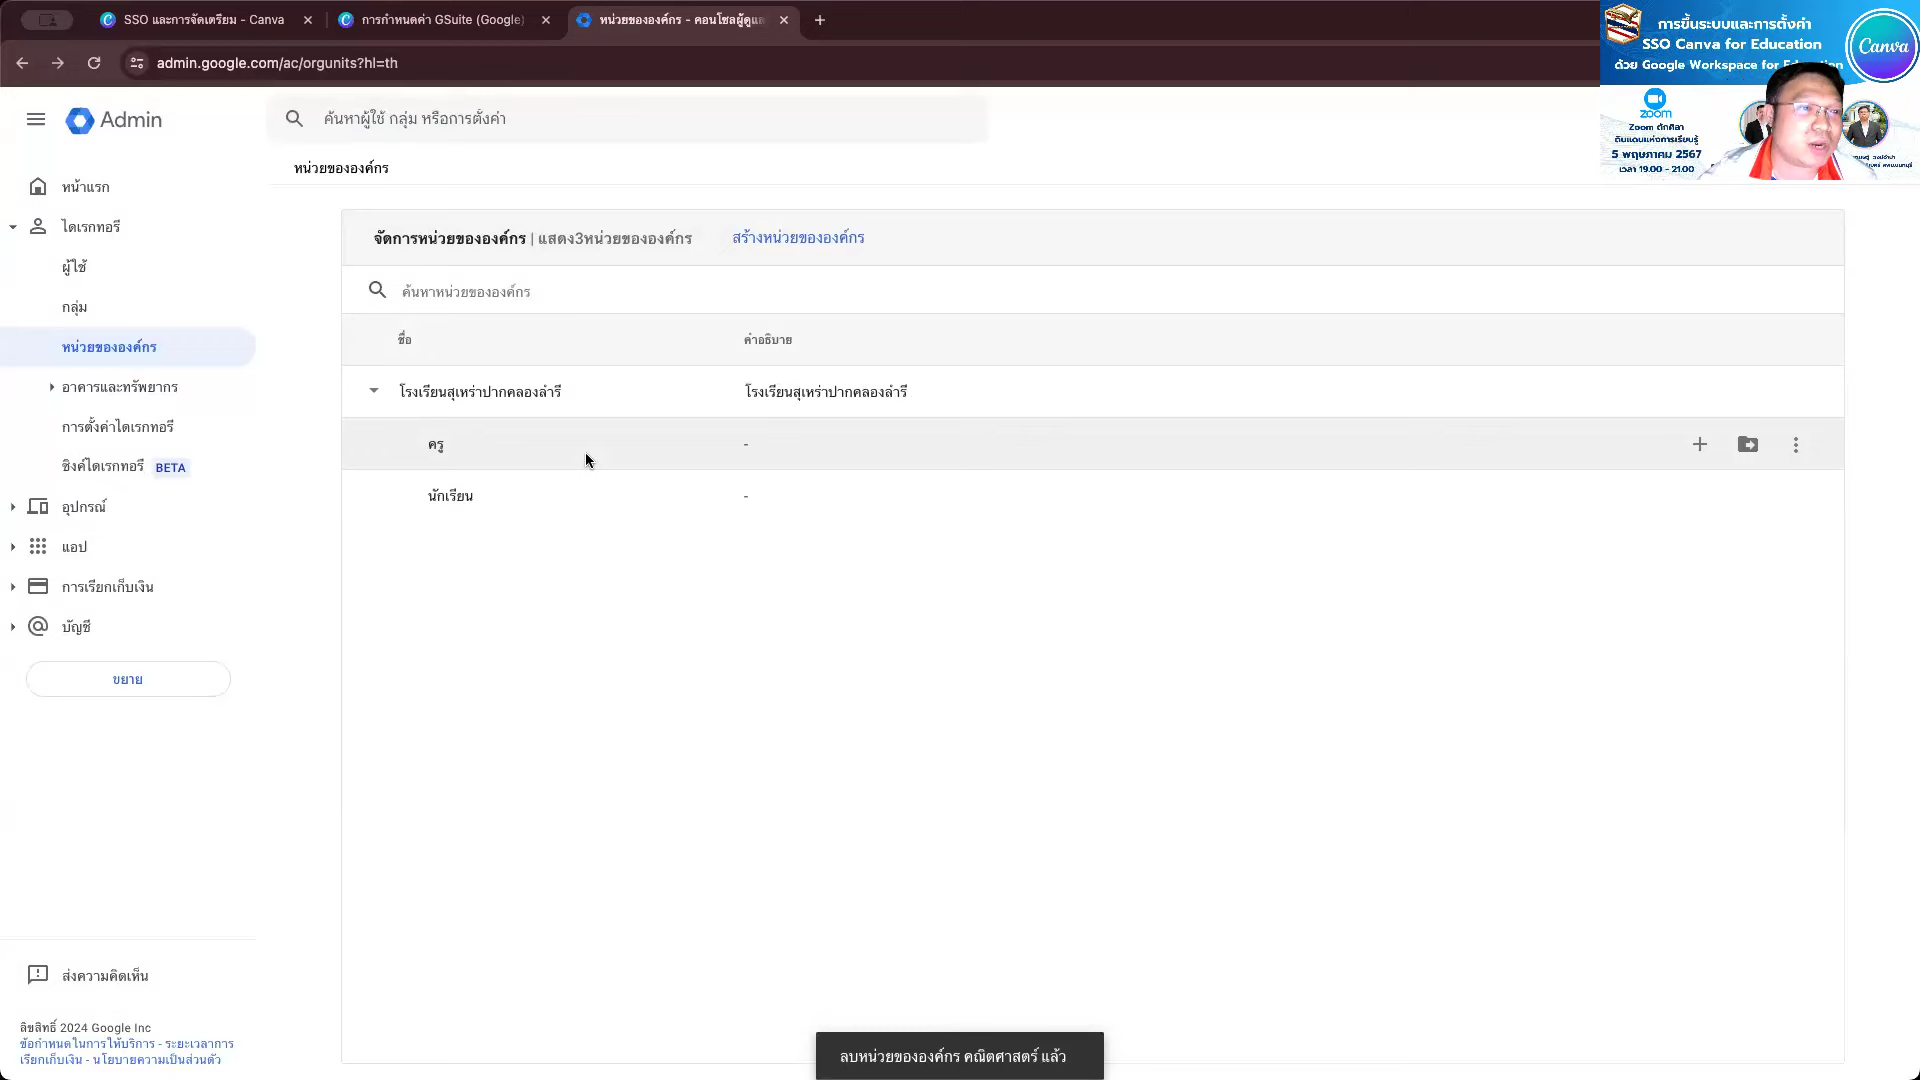 SSO และการจัดเตรียม - Canva
การกำหนดค่า GSuite (Google)
หน่วยขององค์กร - คอนโซลผู้ดูแล
admin.google.com/ac/orgunits?hl=th
การขึ้นระบบและการตั้งค่า
SSO Canva for Education
ด้วย Google Workspace for Education
Canva
zoom
Zoom ตักศิลา
ดินแดนแห่งการเรียนรู้
5 พฤษภาคม 2567
เวลา 19.00 - 21.00
Admin
ค้นหาผู้ใช้ กลุ่ม หรือการตั้งค่า
หน่วยขององค์กร
หน้าแรก
ไดเรกทอรี
ผู้ใช้
กลุ่ม
หน่วยขององค์กร
อาคารและทรัพยากร
การตั้งค่าไดเรกทอรี
ซิงค์ไดเรกทอรี BETA
อุปกรณ์
แอป
การเรียกเก็บเงิน
บัญชี
ขยาย
ส่งความคิดเห็น
ลิขสิทธิ์ 2024 Google Inc
ข้อกำหนดในการให้บริการ - ระยะเวลาการ
เรียกเก็บเงิน - นโยบายความเป็นส่วนตัว
จัดการหน่วยขององค์กร | แสดง3หน่วยขององค์กร
สร้างหน่วยขององค์กร
ค้นหาหน่วยขององค์กร
ชื่อ คำอธิบาย
โรงเรียนสุเหร่าปากคลองลำรี โรงเรียนสุเหร่าปากคลองลำรี
ครู -
นักเรียน -
ลบหน่วยขององค์กร คณิตศาสตร์ แล้ว